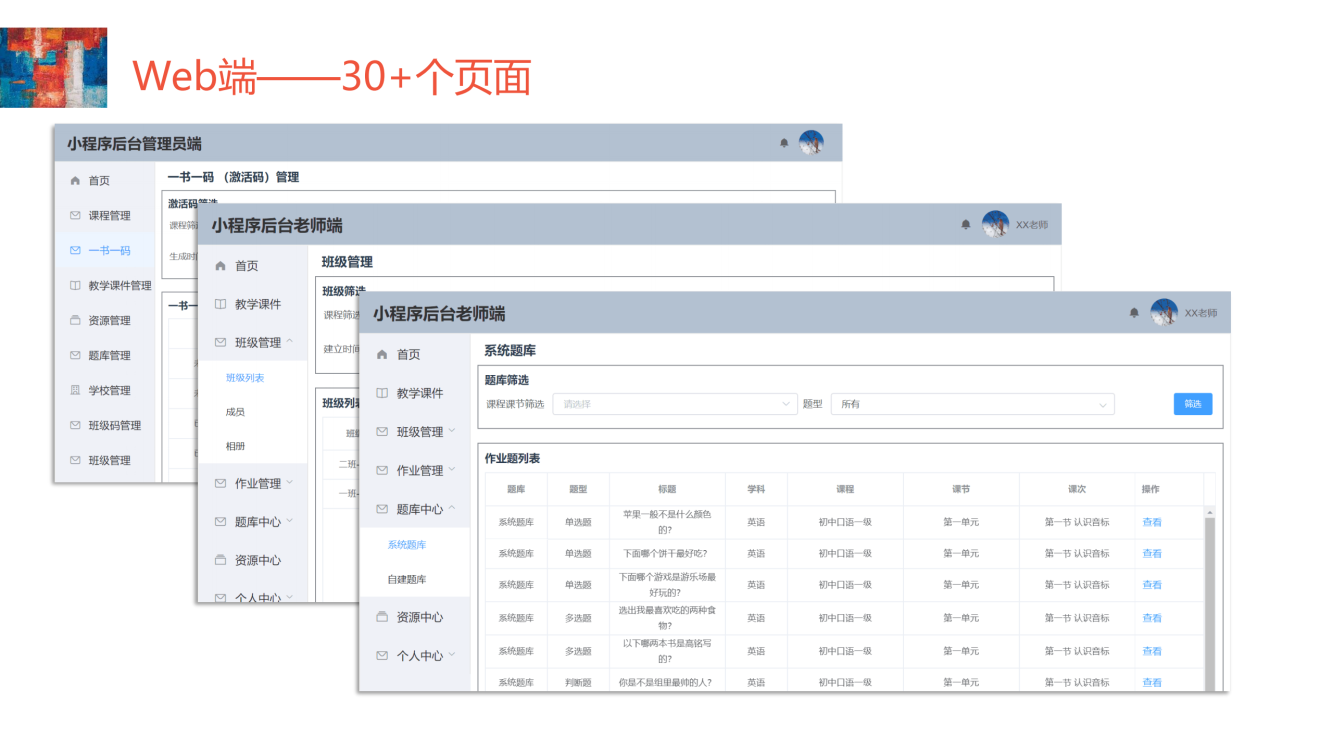 Web端——30+个页面
小程序后台管理员端
首页
课程管理
一书一码
教学课件管理
资源管理
题库管理
学校管理
班级码管理
班级管理
一书一码 （激活码）管理
激活码筛选
课程筛
生成时
一书一
小程序后台老师端
XX老师
首页
教学课件
班级管理
班级列表
成员
相册
作业管理
题库中心
资源中心
个人中心
班级管理
班级筛选
课程筛选
建立时间
班级列
班
二班
一班
小程序后台老师端
XX老师
首页
教学课件
班级管理
作业管理
题库中心
系统题库
自建题库
资源中心
个人中心
系统题库
题库筛选
课程课节筛选 请选择 题型 所有 筛选
作业题列表
题库 题型 标题 学科 课程 课节 课次 操作
系统题库 单选题 苹里一般不是什么颜色的? 英语 初中口语一级 第一单元 第一节 认识音标 查看
系统题库 单选题 下面哪个饼干最好吃? 英语 初中口语一级 第一单元 第一节 认识音标 查看
系统题库 单选题 下面哪个游戏是游乐场最好玩的? 英语 初中口语一级 第一单元 第一节 认识音标 查看
系统题库 多选题 选出我最喜欢吃的两种食物? 英语 初中口语一级 第一单元 第一节 认识音标 查看
系统题库 多选题 以下哪两本书是高铭写的? 英语 初中口语一级 第一单元 第一节 认识音标 查看
系统题库 判断题 你是不是组里最帅的人? 英语 初中口语一级 第一单元 第一节 认识音标 查看